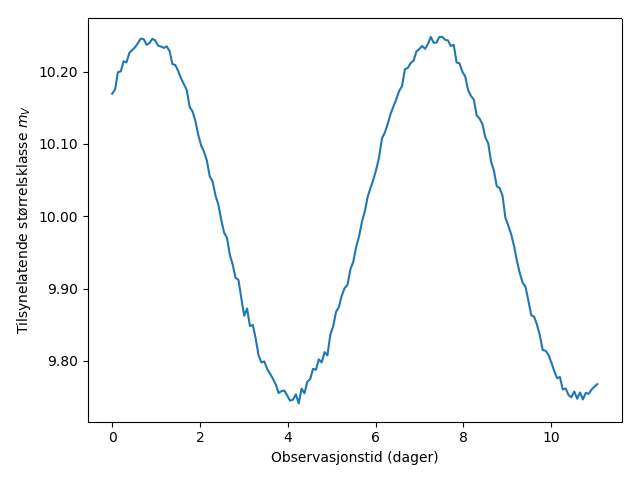 10.20
10.10
10.00
9.90
9.80
Tilsynelatende størrelsklasse m_V
0 2 4 6 8 10
Observasjonstid (dager)